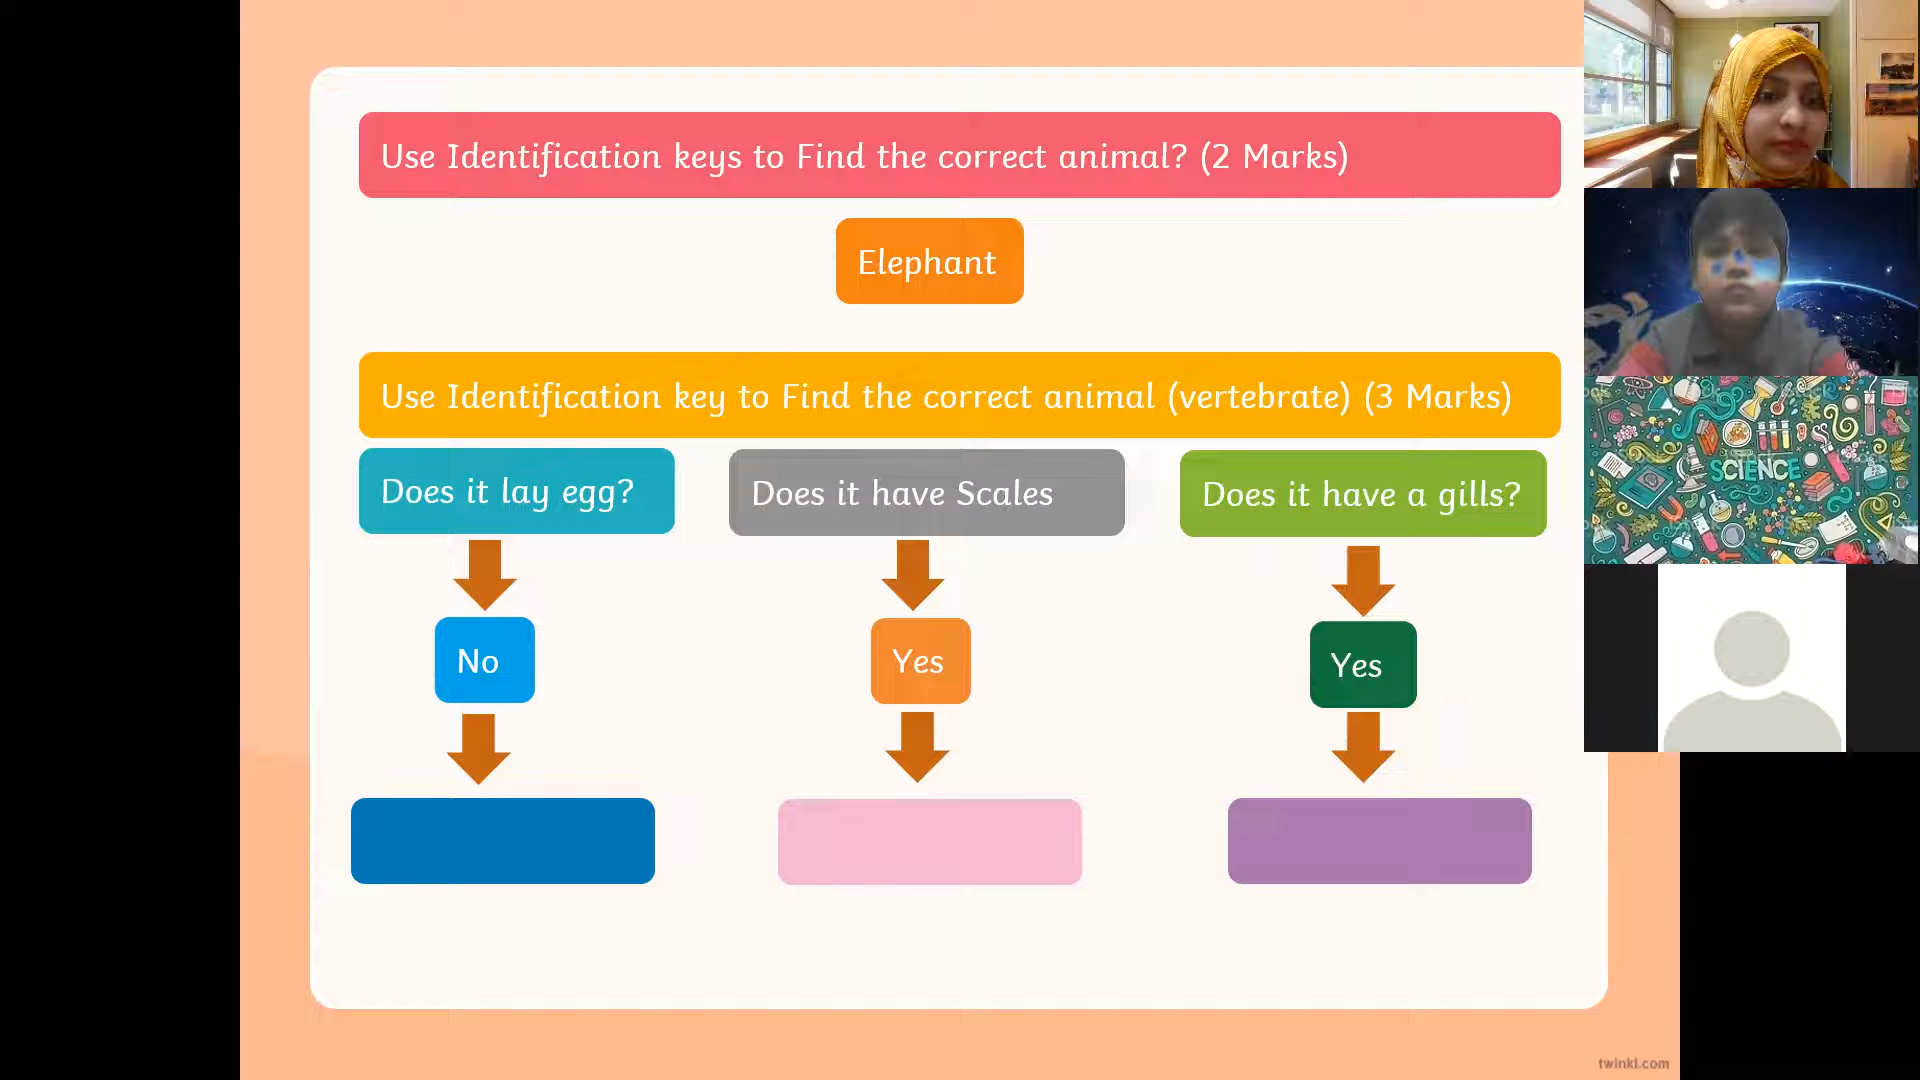 Use Identification keys to Find the correct animal? (2 Marks)
Elephant
Use Identification key to Find the correct animal (vertebrate) (3 Marks)
Does it lay egg?
Does it have Scales
Does it have a gills?
No
Yes
Yes
SCIENCE
twinkl.com